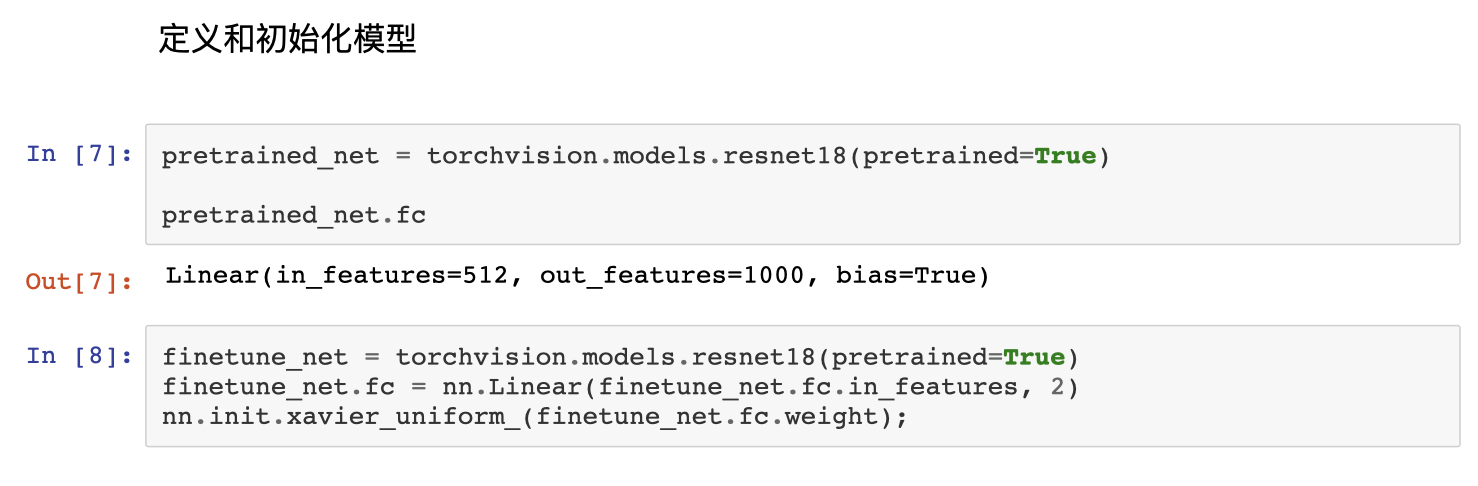 定义和初始化模型
In [7]: pretrained_net = torchvision.models.resnet18(pretrained=True)
pretrained_net.fc
Out[7]: Linear(in_features=512, out_features=1000, bias=True)
In [8]: finetune_net = torchvision.models.resnet18(pretrained=True)
finetune_net.fc = nn.Linear(finetune_net.fc.in_features, 2)
nn.init.xavier_uniform_(finetune_net.fc.weight);